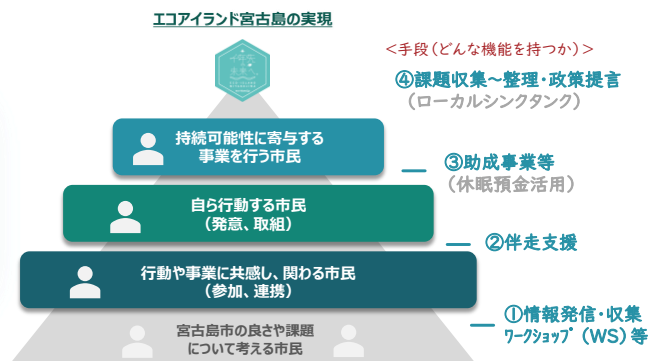 エコアイランド宮古島の実現
＜手段（どんな機能を持つか）＞
④課題収集～整理・政策提言
（ローカルシンクタンク）
持続可能性に寄与する
事業を行う市民
③助成事業等
（休眠預金活用）
自ら行動する市民
（発意、取組）
②伴走支援
行動や事業に共感し、関わる市民
（参加、連携）
①情報発信・収集
ﾜｰｸｼｮｯﾌﾟ（WS）等
宮古島市の良さや課題
について考える市民